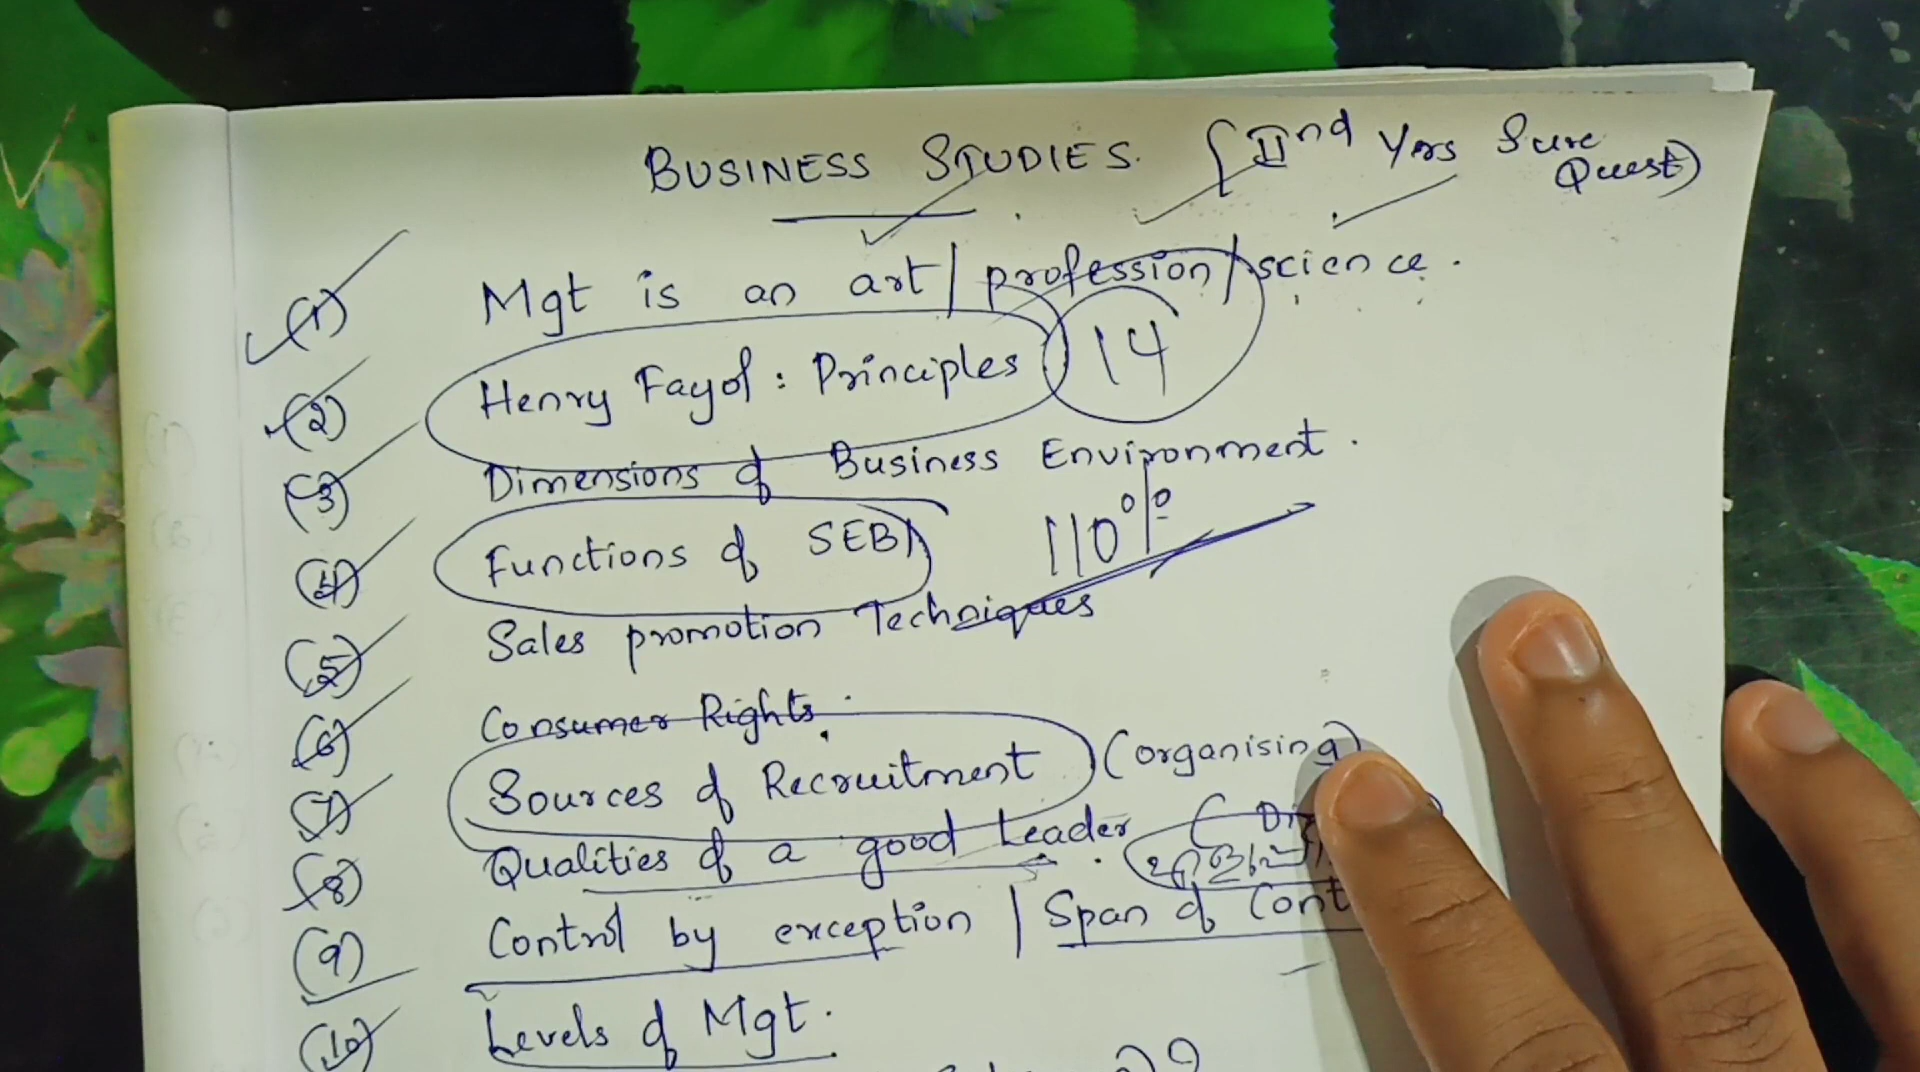 BUSINESS STUDIES. (IInd Yrs Sure Quest)
(1) Mgt is an art / profession / science.
(2) Henry Fayol : Principles 14
(3) Dimensions of Business Environment.
(4) Functions of SEBI 110%
(5) Sales promotion Techniques
(6) Consumer Rights.
(7) Sources of Recruitment (organising)
(8) Qualities of a good Leader
(9) Control by exception / Span of
(10) Levels of Mgt.